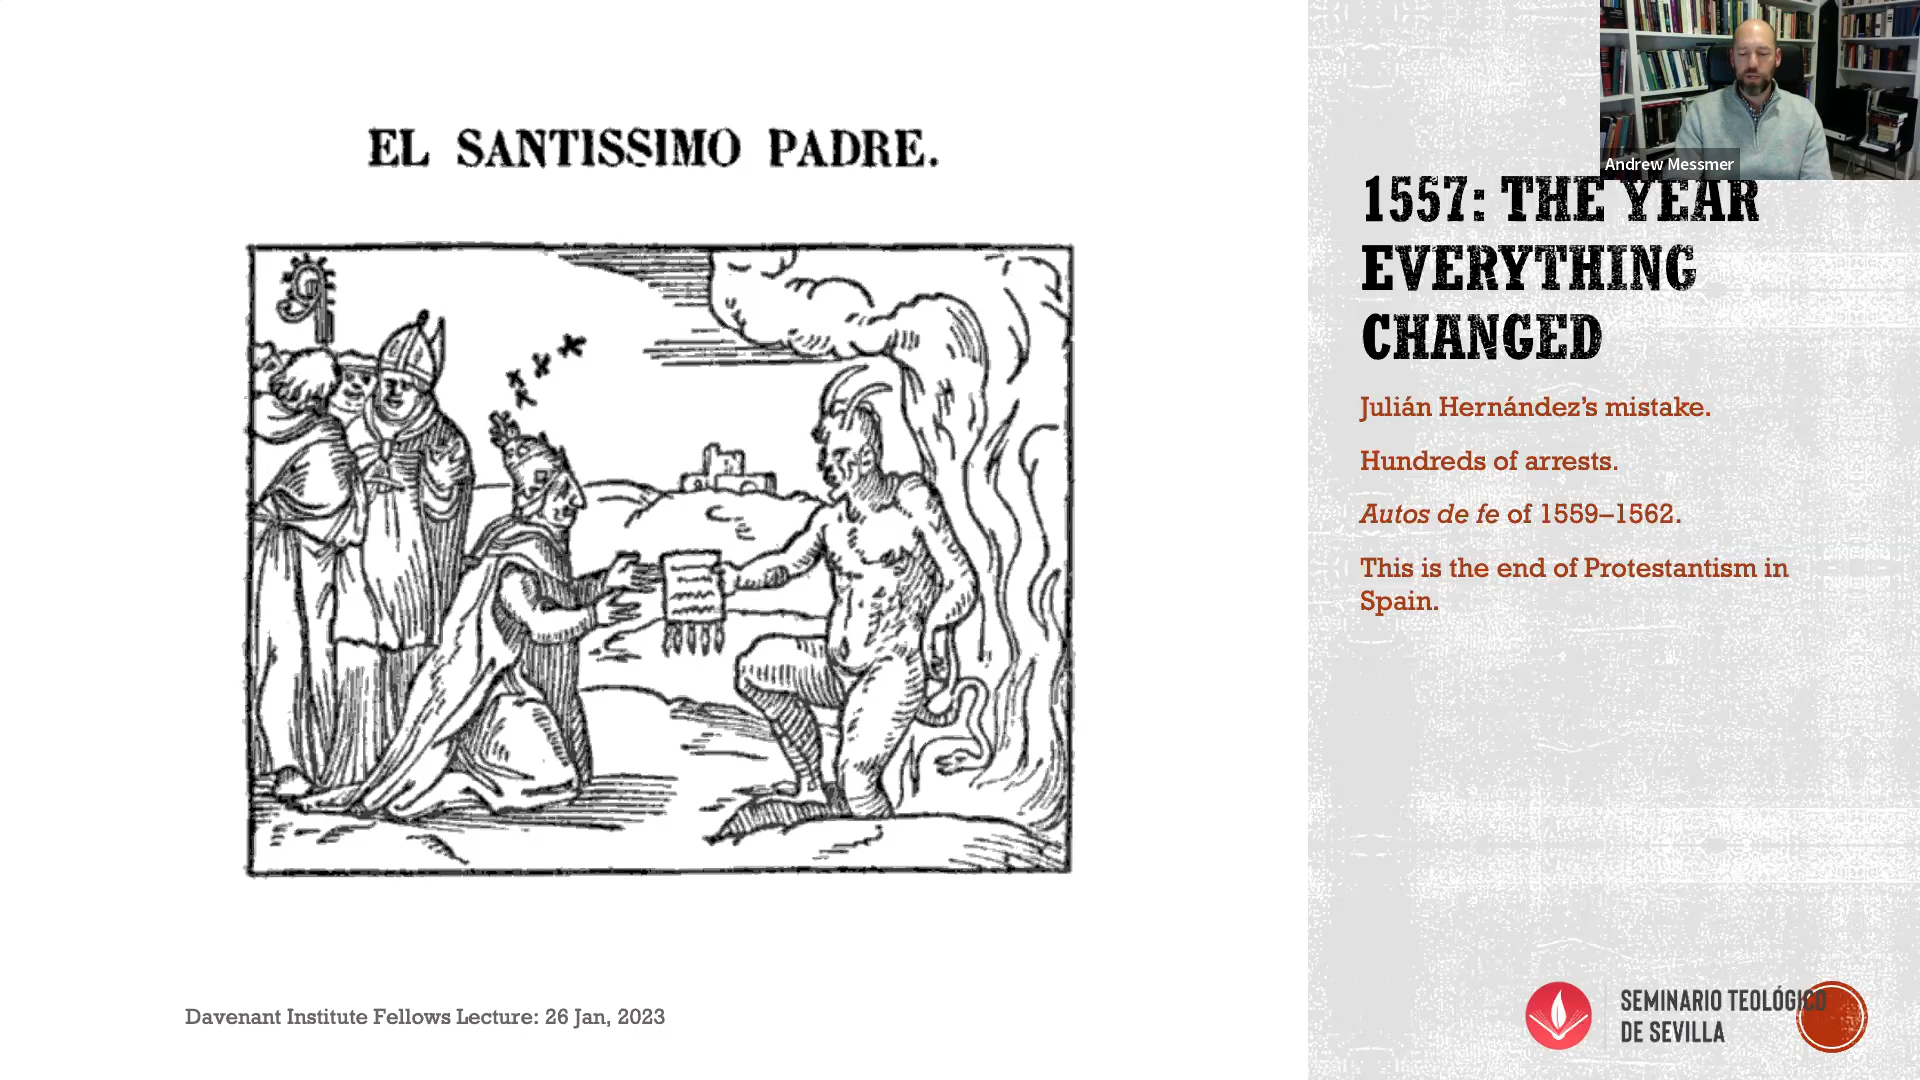 EL SANTISSIMO PADRE.
Andrew Messmer
1557: THE YEAR
EVERYTHING
CHANGED
Julián Hernández’s mistake.
Hundreds of arrests.
Autos de fe of 1559–1562.
This is the end of Protestantism in
Spain.
Davenant Institute Fellows Lecture: 26 Jan, 2023
SEMINARIO TEOLÓGICO
DE SEVILLA